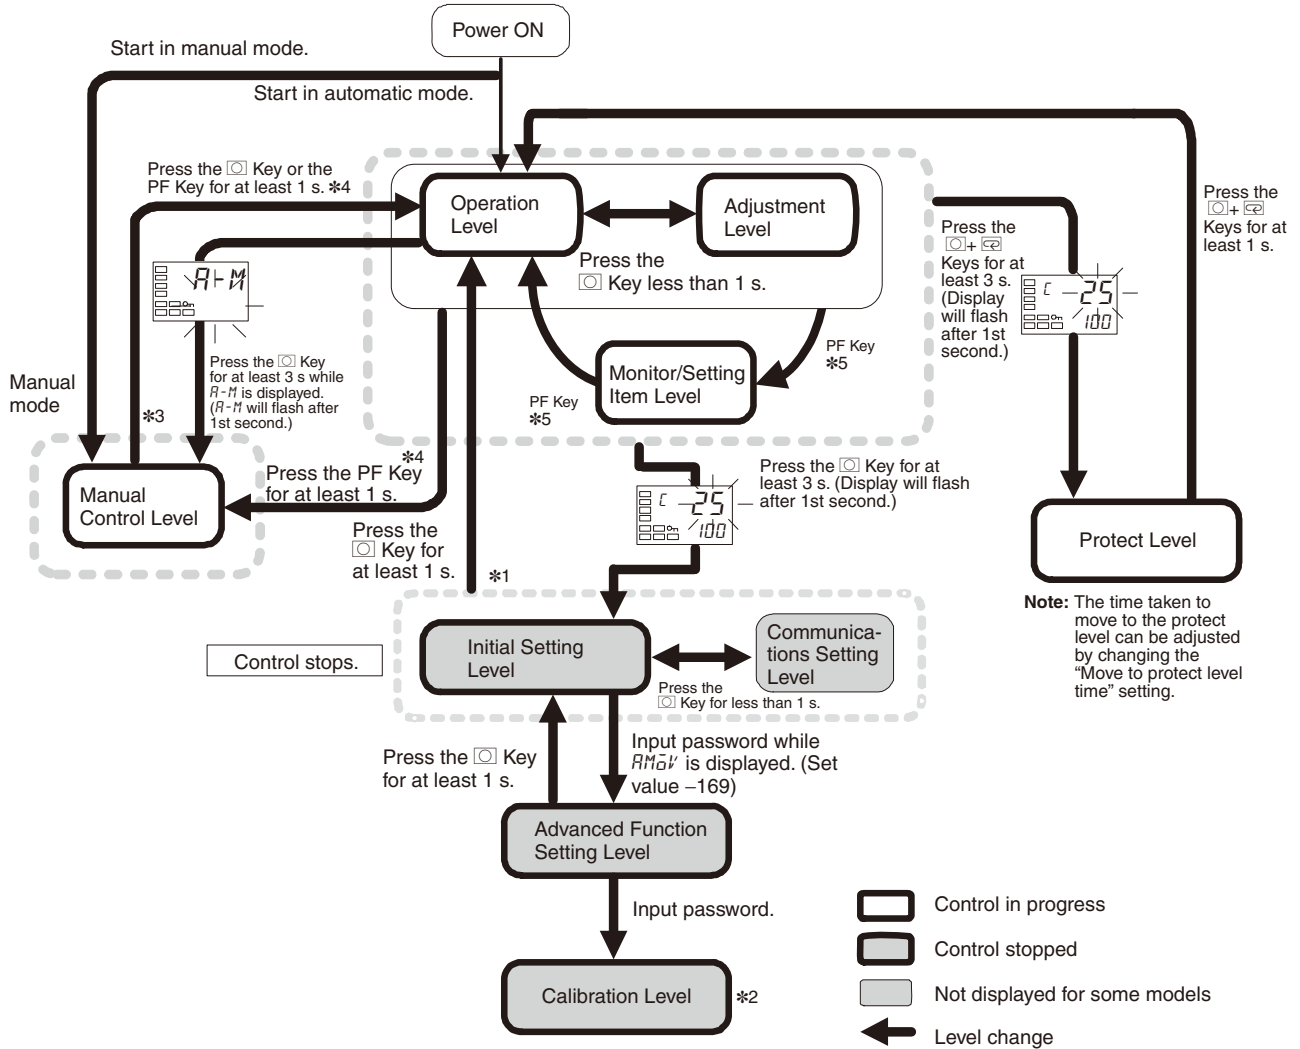 Power ON
Start in manual mode.
Start in automatic mode.
Press the Key or the
PF Key for at least 1 s. ✻4
Operation
Level
Adjustment
Level
Press the
Key less than 1 s.
Press the
+
Keys for at
least 3 s.
(Display
will flash
after 1st
second.)
Press the
+
Keys for at
least 1 s.
A-M
C 25
100
Press the Key
for at least 3 s while
A-M is displayed.
(A-M will flash after
1st second.)
Manual
mode
✻3
PF Key
✻5
Monitor/Setting
Item Level
PF Key
✻5
✻4
Press the PF Key
for at least 1 s.
Manual
Control Level
Press the Key for at
least 3 s. (Display will flash
after 1st second.)
C 25
100
Press the
Key for
at least 1 s.
✻1
Protect Level
Note: The time taken to
move to the protect
level can be adjusted
by changing the
“Move to protect level
time” setting.
Control stops.
Initial Setting
Level
Communica-
tions Setting
Level
Press the
Key for less than 1 s.
Press the Key
for at least 1 s.
Input password while
AMOV is displayed. (Set
value −169)
Advanced Function
Setting Level
Input password.
Calibration Level
✻2
Control in progress
Control stopped
Not displayed for some models
Level change